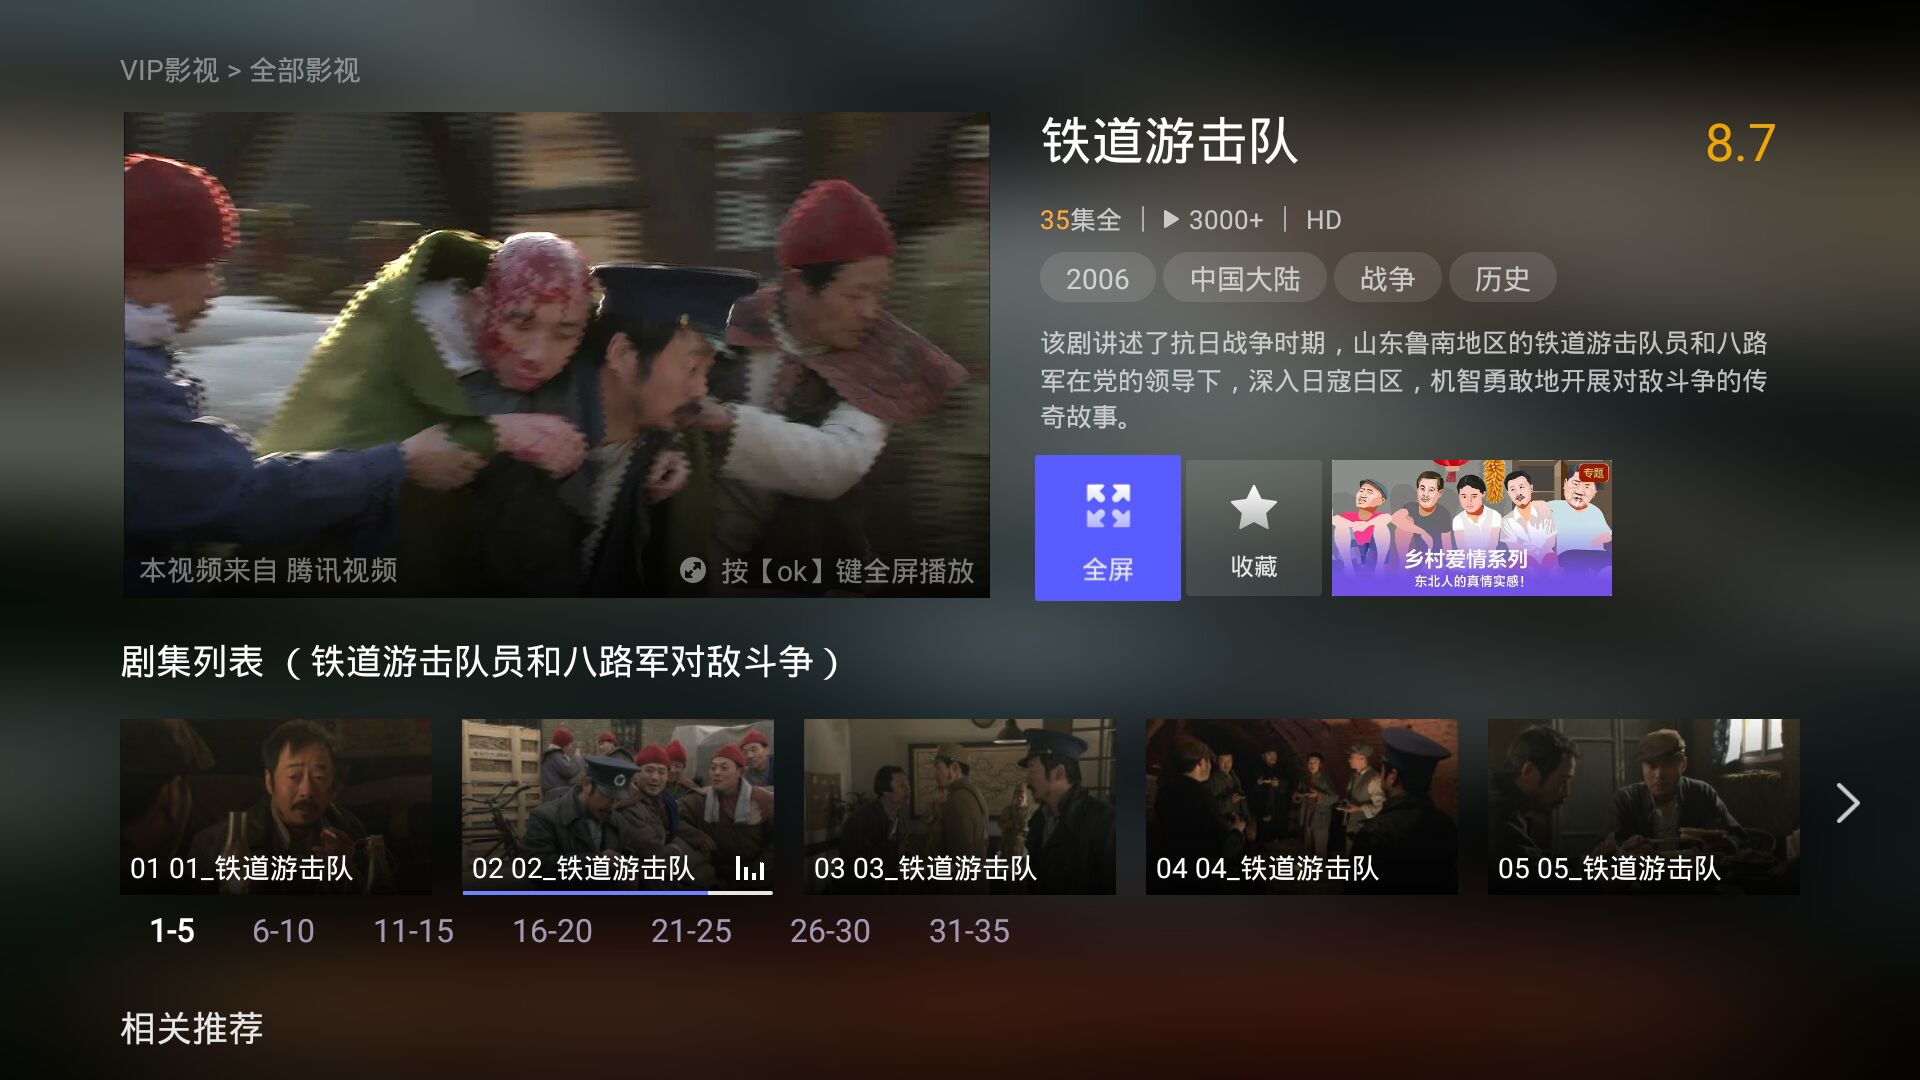 VIP影视 > 全部影视
铁道游击队
8.7
35集全 | 3000+ | HD
2006 中国大陆 战争 历史
该剧讲述了抗日战争时期，山东鲁南地区的铁道游击队员和八路
军在党的领导下，深入日寇白区，机智勇敢地开展对敌斗争的传
奇故事。
本视频来自 腾讯视频
按【ok】键全屏播放
全屏
收藏
专题
乡村爱情系列
东北人的真情实感!
剧集列表（铁道游击队员和八路军对敌斗争）
01 01_铁道游击队
02 02_铁道游击队
03 03_铁道游击队
04 04_铁道游击队
05 05_铁道游击队
1-5 6-10 11-15 16-20 21-25 26-30 31-35
相关推荐